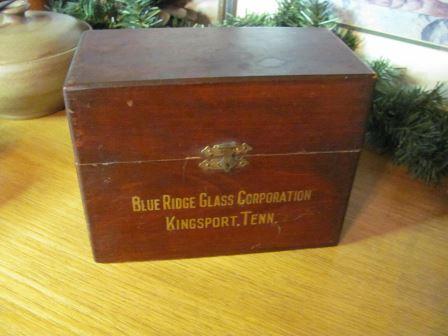 Blue Ridge Glass Corporation
Kingsport, Tenn.